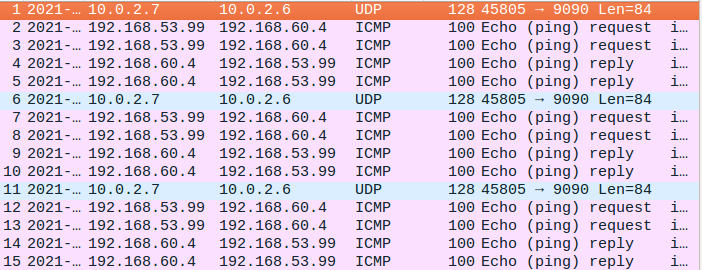 1 2021-… 10.0.2.7 10.0.2.6 UDP 128 45805 → 9090 Len=84
2 2021-… 192.168.53.99 192.168.60.4 ICMP 100 Echo (ping) request i…
3 2021-… 192.168.53.99 192.168.60.4 ICMP 100 Echo (ping) request i…
4 2021-… 192.168.60.4 192.168.53.99 ICMP 100 Echo (ping) reply i…
5 2021-… 192.168.60.4 192.168.53.99 ICMP 100 Echo (ping) reply i…
6 2021-… 10.0.2.7 10.0.2.6 UDP 128 45805 → 9090 Len=84
7 2021-… 192.168.53.99 192.168.60.4 ICMP 100 Echo (ping) request i…
8 2021-… 192.168.53.99 192.168.60.4 ICMP 100 Echo (ping) request i…
9 2021-… 192.168.60.4 192.168.53.99 ICMP 100 Echo (ping) reply i…
10 2021-… 192.168.60.4 192.168.53.99 ICMP 100 Echo (ping) reply i…
11 2021-… 10.0.2.7 10.0.2.6 UDP 128 45805 → 9090 Len=84
12 2021-… 192.168.53.99 192.168.60.4 ICMP 100 Echo (ping) request i…
13 2021-… 192.168.53.99 192.168.60.4 ICMP 100 Echo (ping) request i…
14 2021-… 192.168.60.4 192.168.53.99 ICMP 100 Echo (ping) reply i…
15 2021-… 192.168.60.4 192.168.53.99 ICMP 100 Echo (ping) reply i…